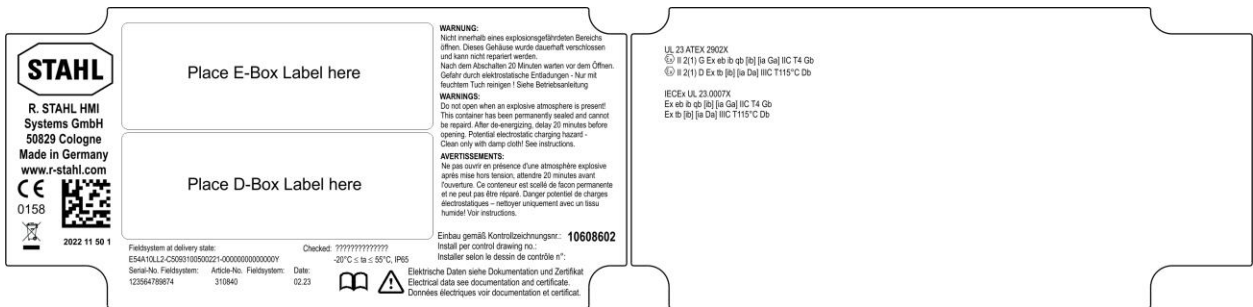 STAHL
R. STAHL HMI
Systems GmbH
50829 Cologne
Made in Germany
www.r-stahl.com
CE
0158
2022 11 50 1
Place E-Box Label here
Place D-Box Label here
Fieldsystem at delivery state:
E54A10LL2-C5093100500221-0000000000000Y
Serial-No. Fieldsystem: Article-No. Fieldsystem: Date:
123564789874 310840 02.23
Checked: ??????????????
-20°C ≤ ta ≤ 55°C, IP65
WARNUNG:
Nicht innerhalb eines explosionsgefährdeten Bereichs
öffnen. Dieses Gehäuse wurde dauerhaft verschlossen
und kann nicht repariert werden.
Nach dem Abschalten 20 Minuten warten vor dem Öffnen.
Gefahr durch elektrostatische Entladungen - Nur mit
feuchtem Tuch reinigen ! Siehe Betriebsanleitung
WARNINGS:
Do not open when an explosive atmosphere is present!
This container has been permanently sealed and cannot
be repaird. After de-energizing, delay 20 minutes before
opening. Potential electrostatic charging hazard -
Clean only with damp cloth! See instructions.
AVERTISSEMENTS:
Ne pas ouvrir en présence d'une atmosphère explosive
après mise hors tension, attendre 20 minutes avant
l'ouverture. Ce conteneur est scellé de facon permanente
et ne peut pas être réparé. Danger potentiel de charges
électrostatiques – nettoyer uniquement avec un tissu
humide! Voir instructions.
Einbau gemäß Kontrollzeichnungsnr.: 10608602
Install per control drawing no.:
Installer selon le dessin de contrôle n°:
Elektrische Daten siehe Dokumentation und Zertifikat
Electrical data see documentation and certificate.
Données électriques voir documentation et certificat.
UL 23 ATEX 2902X
Ex II 2(1) G Ex eb ib qb [ib] [ia Ga] IIC T4 Gb
Ex II 2(1) D Ex tb [ib] [ia Da] IIIC T115°C Db
IECEx UL 23.0007X
Ex eb ib qb [ib] [ia Ga] IIC T4 Gb
Ex tb [ib] [ia Da] IIIC T115°C Db